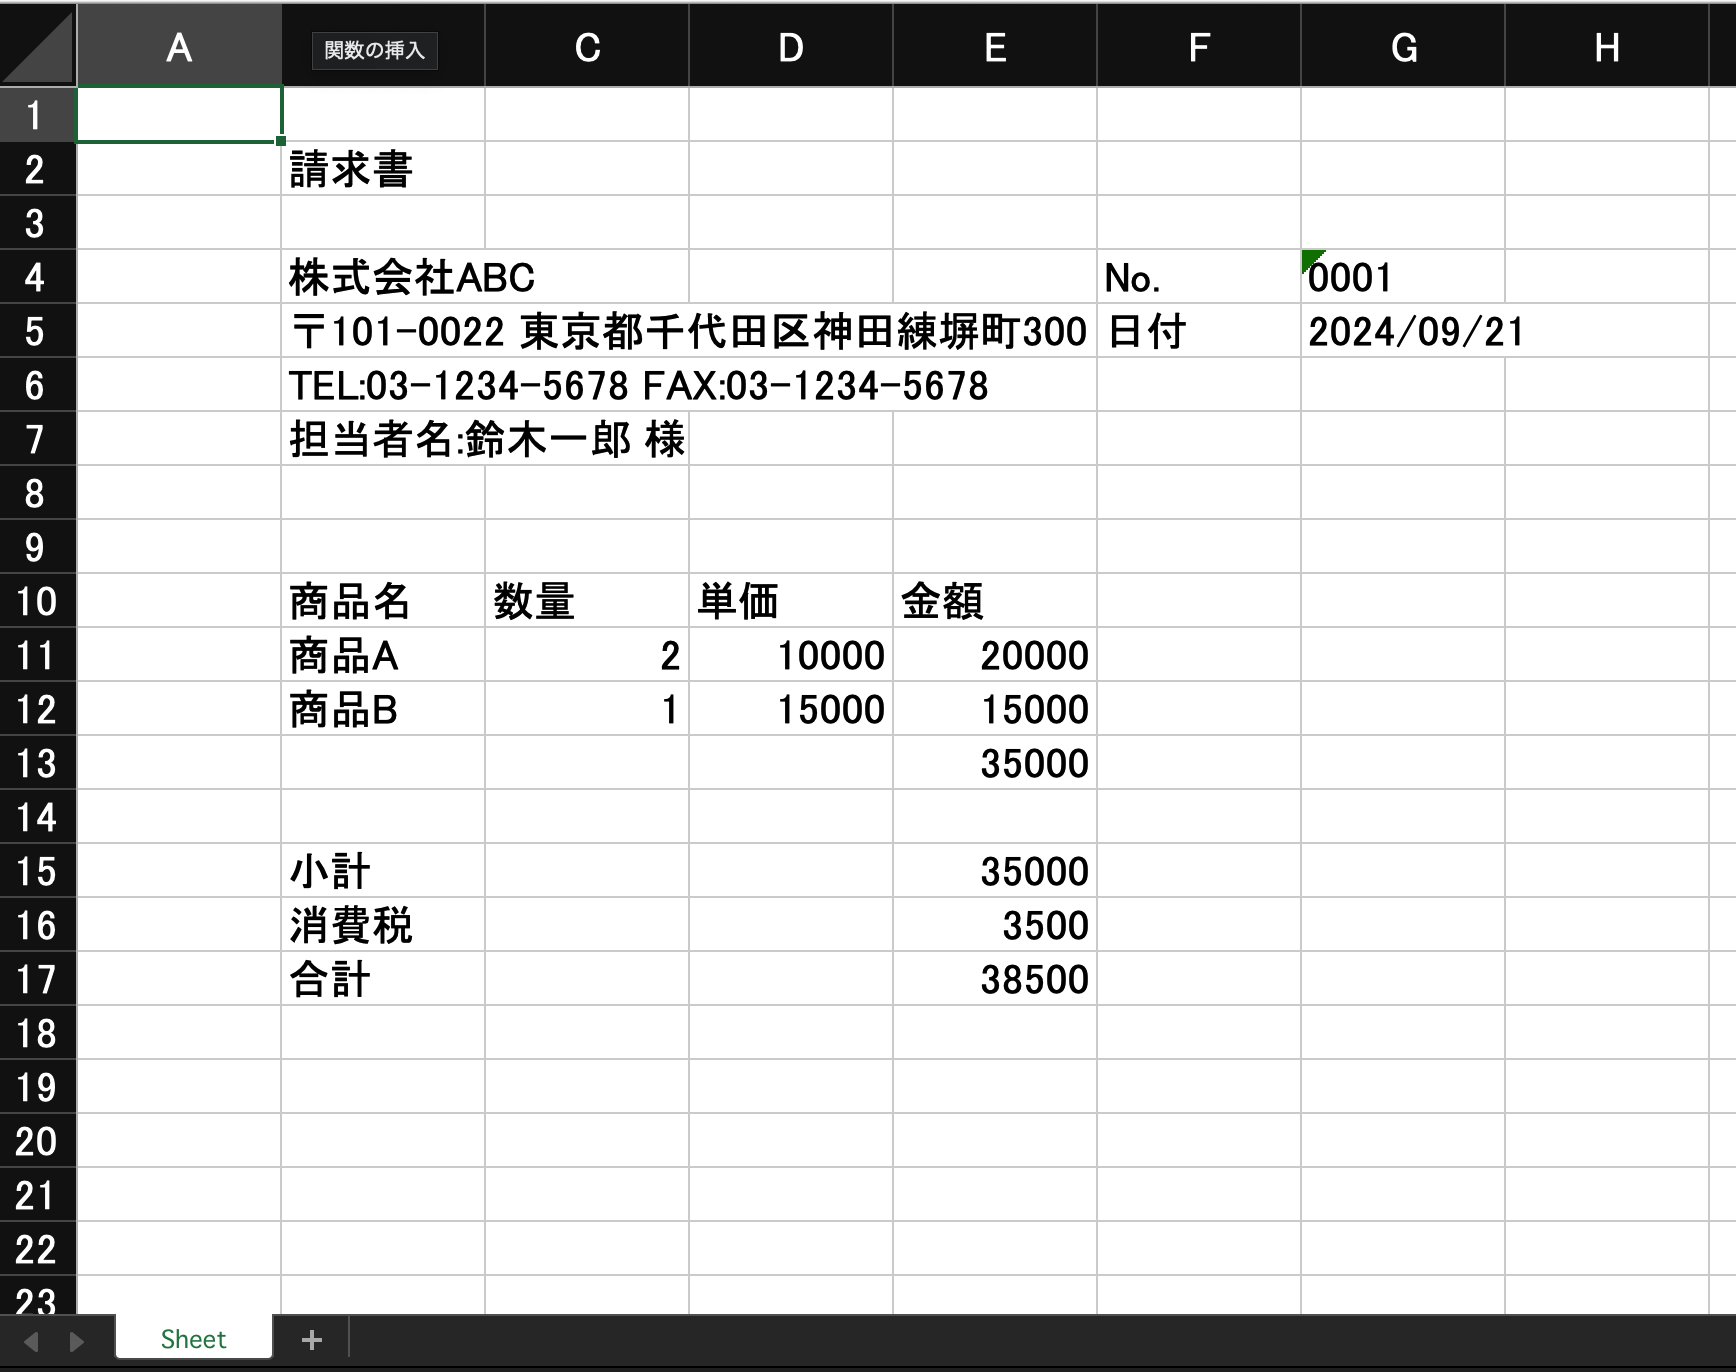 A 関数の挿入 C D E F G H
1
2 請求書
3
4 株式会社ABC No. 0001
5 〒101-0022 東京都千代田区神田練塀町300 日付 2024/09/21
6 TEL:03-1234-5678 FAX:03-1234-5678
7 担当者名:鈴木一郎 様
8
9
10 商品名 数量 単価 金額
11 商品A 2 10000 20000
12 商品B 1 15000 15000
13 35000
14
15 小計 35000
16 消費税 3500
17 合計 38500
18
19
20
21
22
23
Sheet +